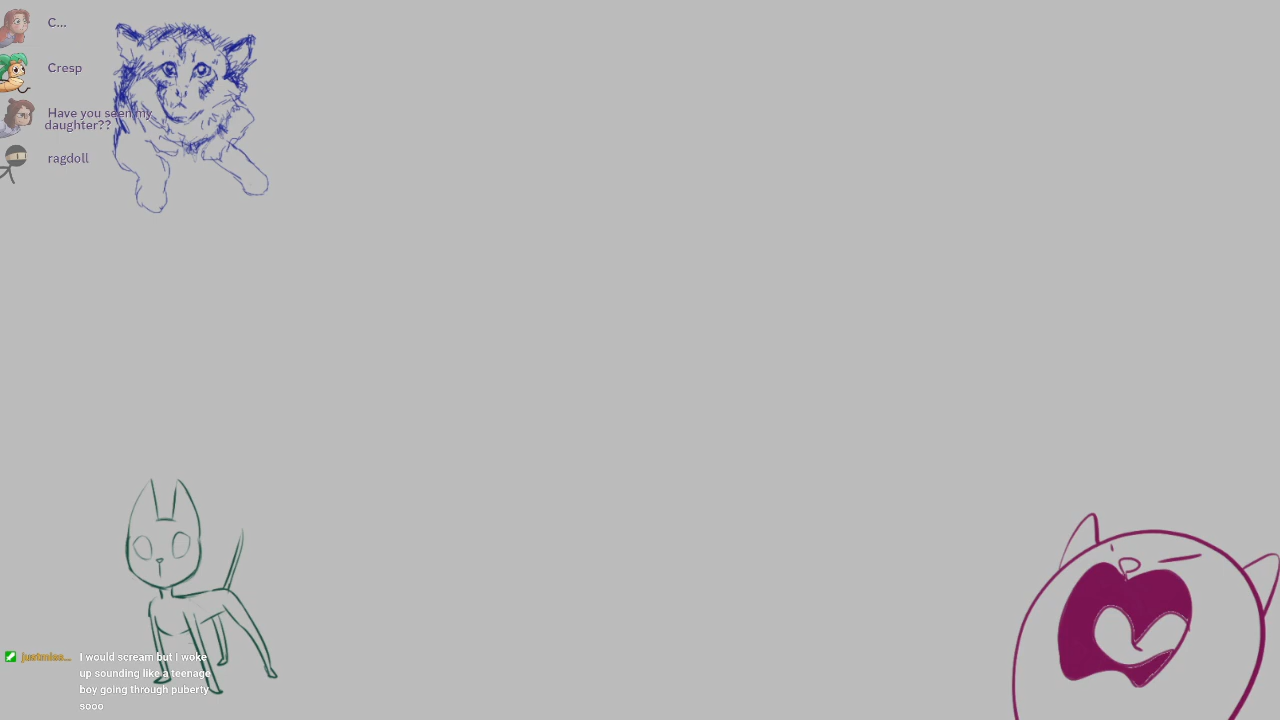 C...
Cresp
Have you seen my
daughter??
ragdoll
justmiso... I would scream but I woke
up sounding like a teenage
boy going through puberty
sooo